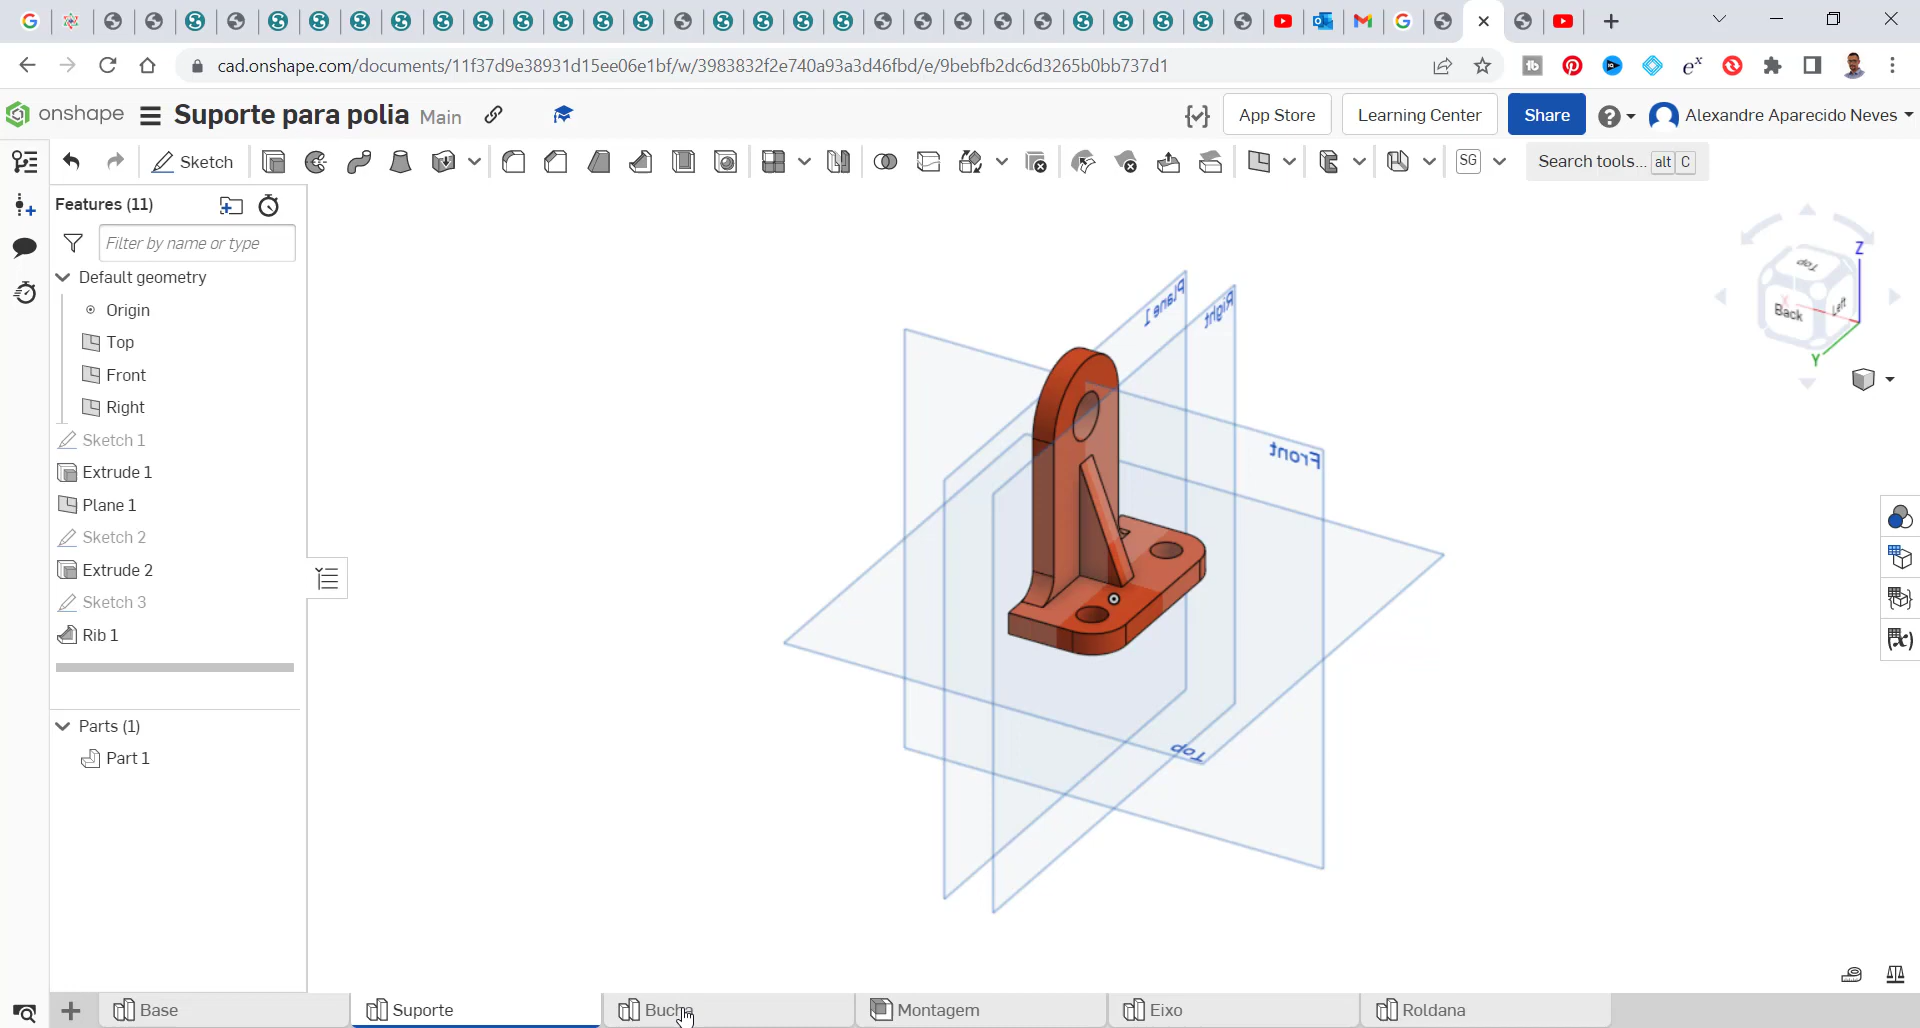 cad.onshape.com/documents/11f37d9e38931d15ee06e1bf/w/3983832f2e740a93a3d46fbd/e/9bebfb2dc6d3265b0bb737d1
onshape Suporte para polia Main
App Store Learning Center Share Alexandre Aparecido Neves
Sketch SG Search tools... alt C
Features (11)
Filter by name or type
Default geometry
Origin
Top
Front
Right
Sketch 1
Extrude 1
Plane 1
Sketch 2
Extrude 2
Sketch 3
Rib 1
Parts (1)
Part 1
Plane 1
Right
Front
Top
Top
Back
Left
X
Y
Z
Base
Suporte
Bucha
Montagem
Eixo
Roldana